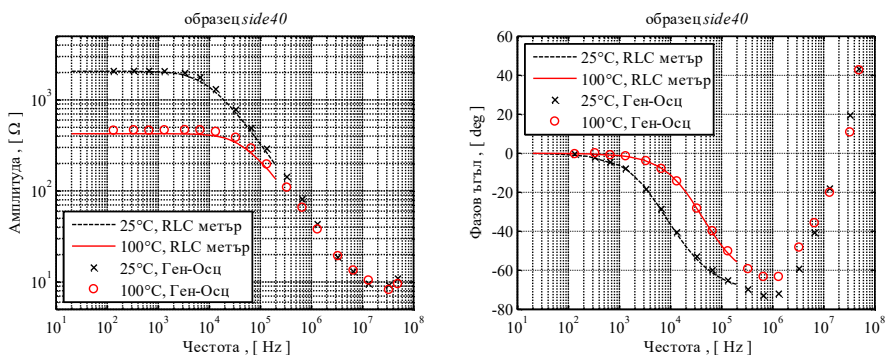 образец side40
Амплитуда, [ Ω ]
10³
10²
10¹
25°C, RLC метър
100°C, RLC метър
25°C, Ген-Осц
100°C, Ген-Осц
10¹ 10² 10³ 10⁴ 10⁵ 10⁶ 10⁷ 10⁸
Честота , [ Hz ]
образец side40
Фазов ъгъл , [ deg ]
60
40
20
0
-20
-40
-60
-80
25°C, RLC метър
100°C, RLC метър
25°C, Ген-Осц
100°C, Ген-Осц
10¹ 10² 10³ 10⁴ 10⁵ 10⁶ 10⁷ 10⁸
Честота , [ Hz ]